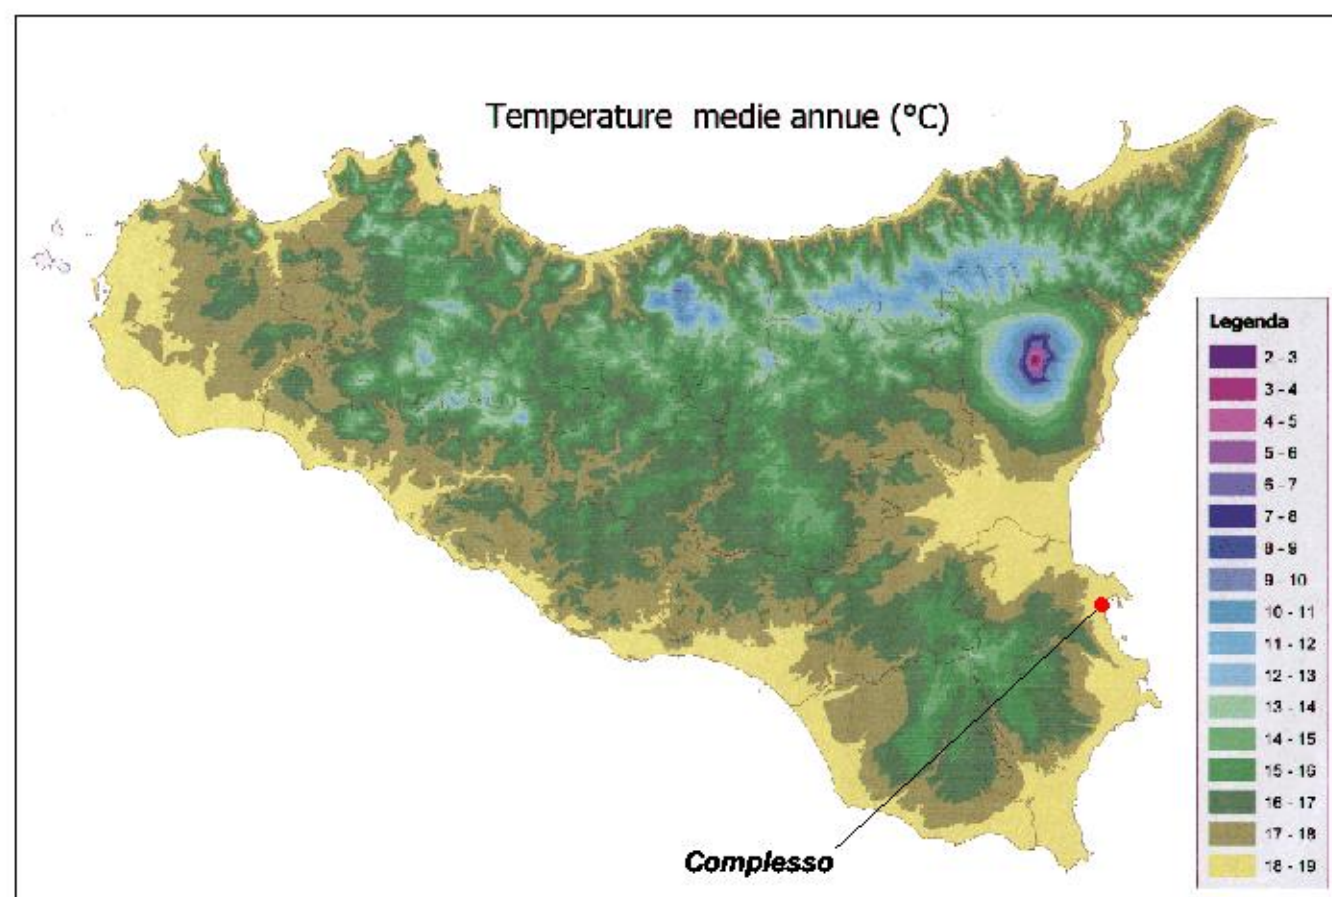 Temperature medie annue (°C)
Legenda
2 - 3
3 - 4
4 - 5
5 - 6
6 - 7
7 - 8
8 - 9
9 - 10
10 - 11
11 - 12
12 - 13
13 - 14
14 - 15
15 - 16
16 - 17
17 - 18
18 - 19
Complesso